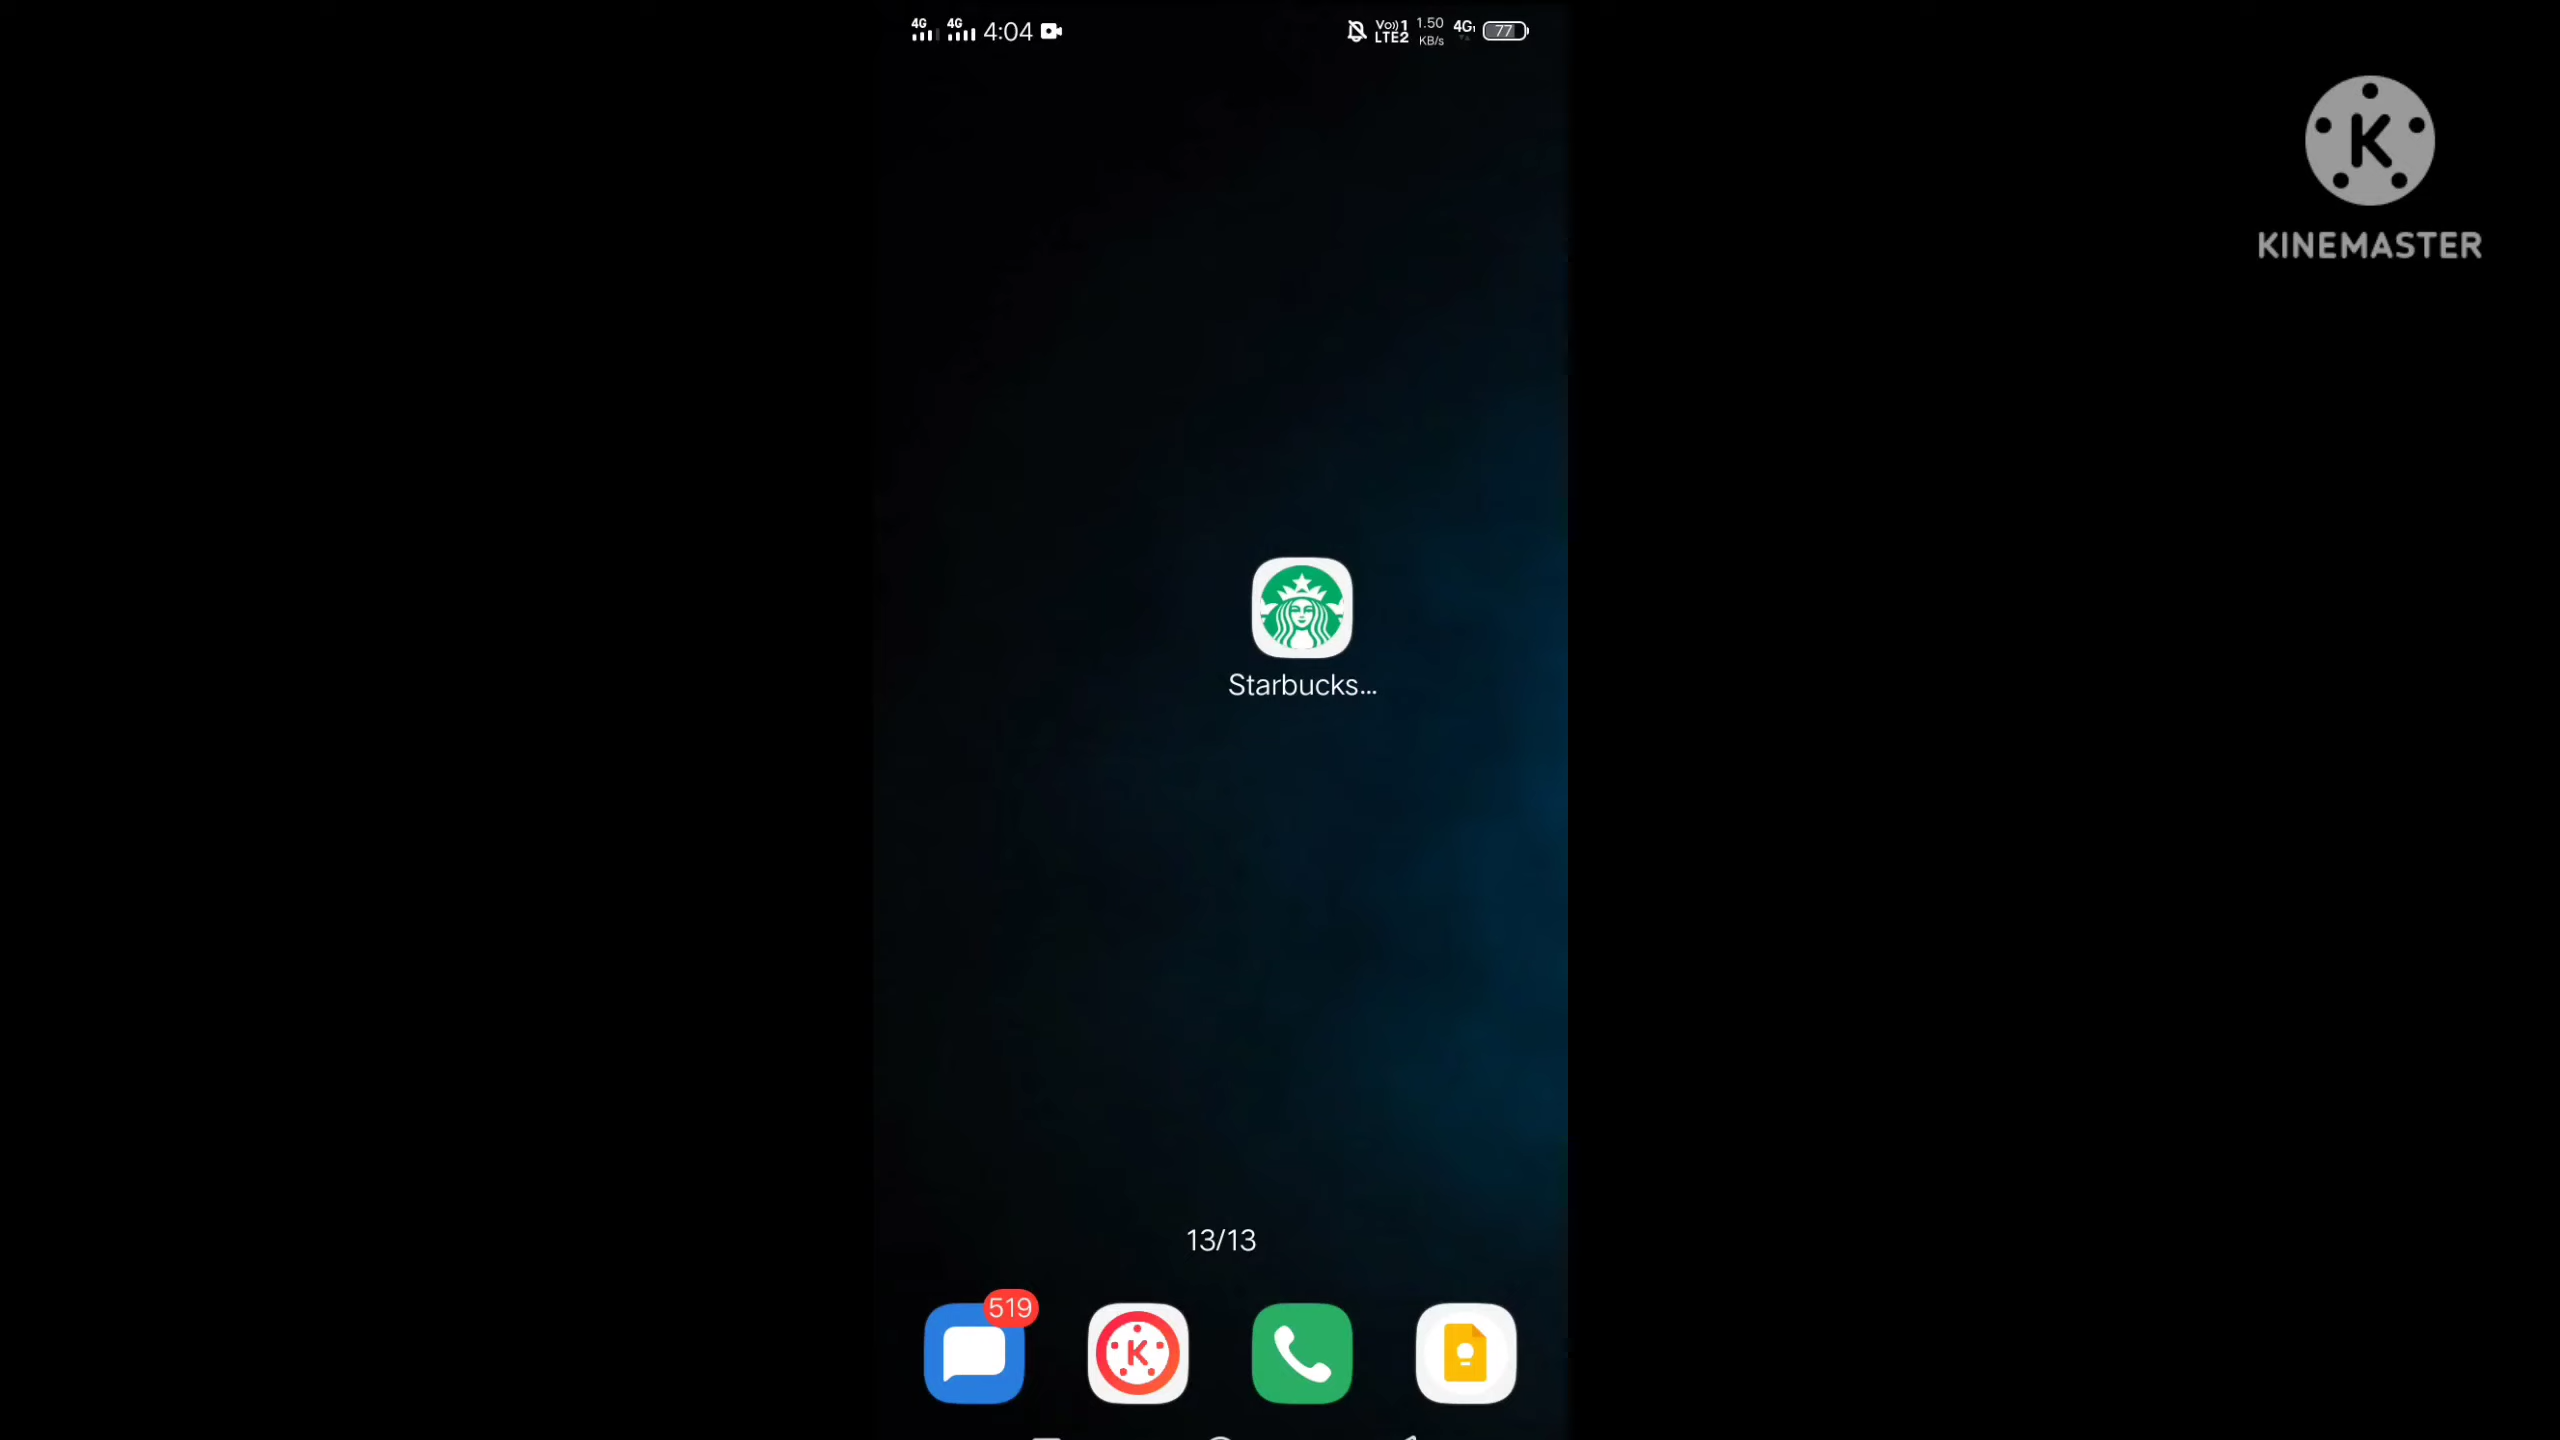 4G 4G 4:04 Vo)) 1 LTE2 1.50 KB/s 4G 77
K
KINEMASTER
Starbucks...
13/13
519
K